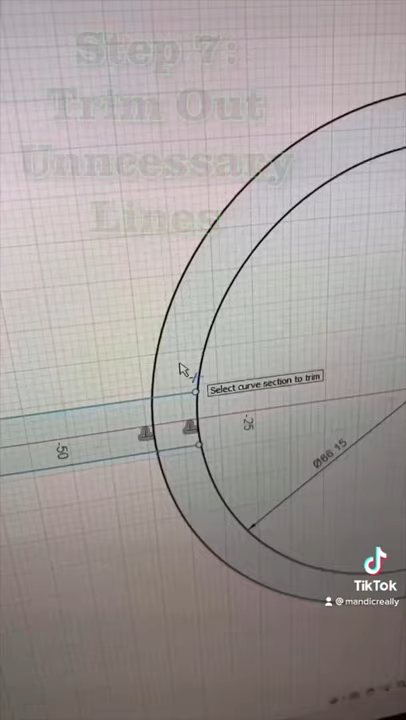 Step 7:
Trim Out
Unncessary
Lines
Select curve section to trim
-25
-50
Ø66.15
TikTok
@mandicreally